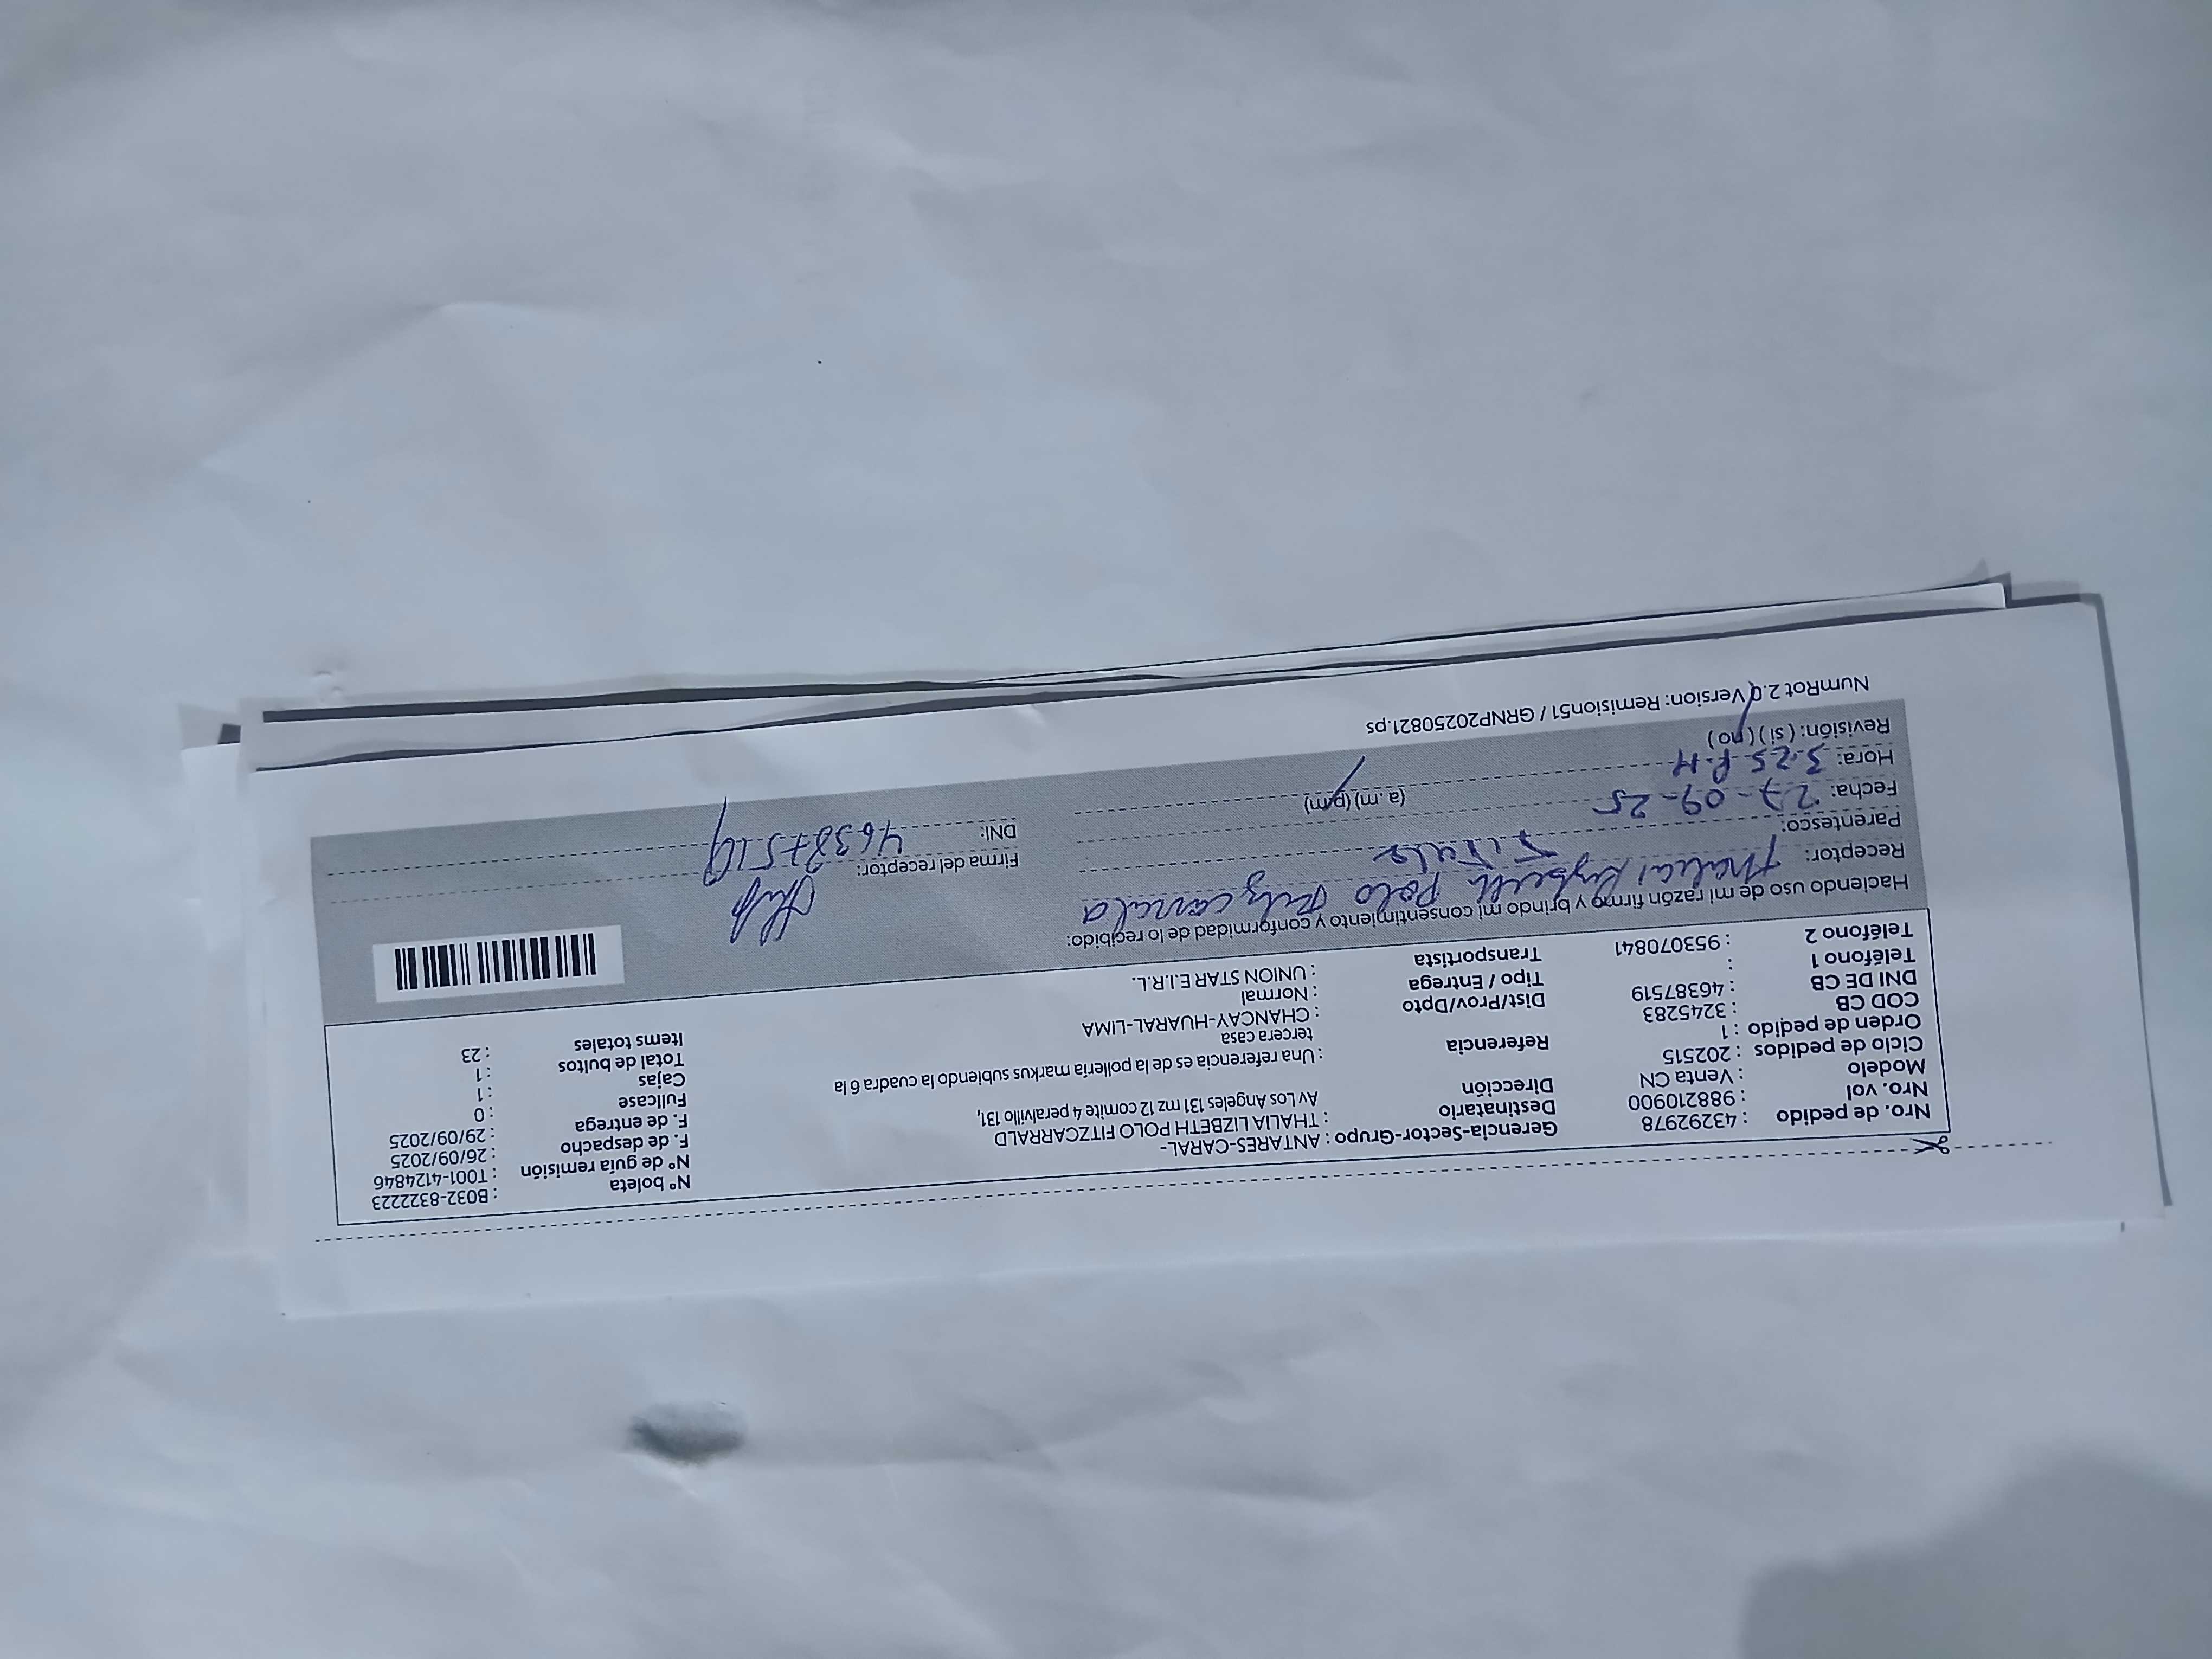 Nro. de pedido : 43292978
Nro. vol : 988210900
Modelo : Venta CN
Ciclo de pedidos : 202515
Orden de pedido : 1
COD CB : 3245283
DNI DE CB : 46387519
Teléfono 1 :
Teléfono 2 : 953070841
Gerencia-Sector-Grupo : ANTARES-CARAL-
Destinatario : THALIA LIZBETH POLO FITZCARRALD
Dirección Av Los Angeles 131 mz 12 comite 4 peralvillo 131,
Referencia : Una referencia es de la pollería markus subiendo la cuadra 6 la
tercera casa
Dist/Prov/Dpto : CHANCAY-HUARAL-LIMA
Tipo / Entrega : Normal
Transportista : UNION STAR E.I.R.L.
N° boleta : B032-8322223
N° de guía remisión : T001-4124846
F. de despacho : 26/09/2025
F. de entrega : 29/09/2025
Fullcase : 0
Cajas : 1
Total de bultos : 1
Items totales : 23
Haciendo uso de mi razón firmo y brindo mi consentimiento y conformidad de lo recibido:
Receptor: Thalia Polo
Parentesco: Titular
Fecha: 27-09-25
Hora: 3.25 P.M (a. m) (p.m)
Revisión: (si) (no)
Firma del receptor:
DNI: 46387519
NumRot 2.0 Version: Remision51 / GRNP20250821.ps